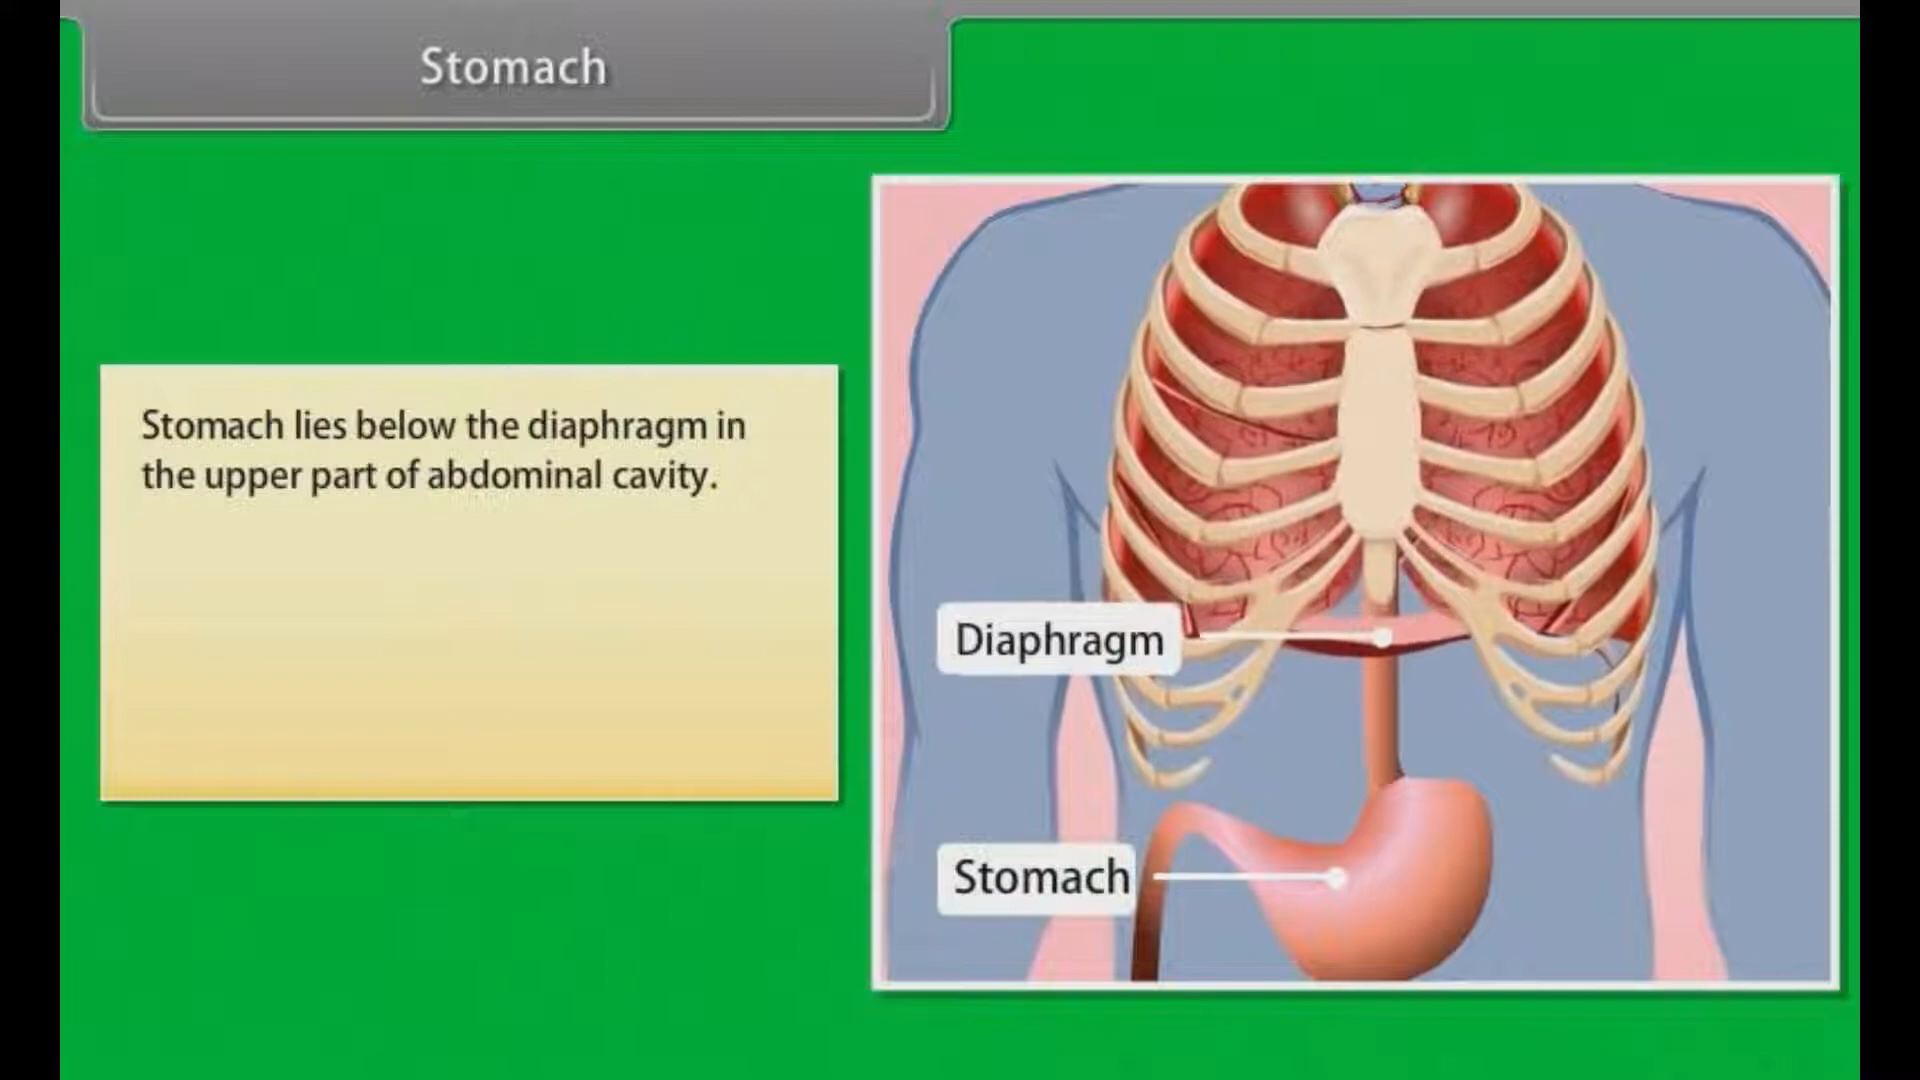 Stomach
Stomach lies below the diaphragm in
the upper part of abdominal cavity.
Diaphragm
Stomach